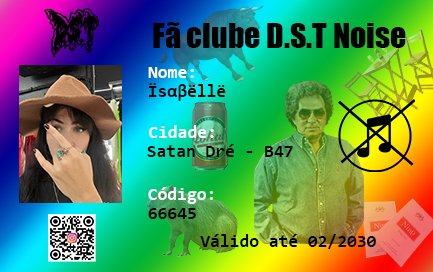 Fã clube D.S.T Noise
Nome:
Ïsαβëllë
Cidade:
Satan Dré - B47
Código:
66645
Válido até 02/2030